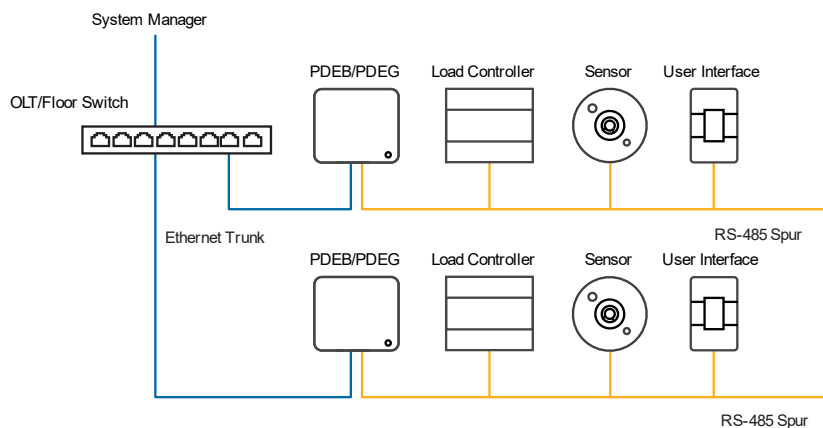 System Manager
PDEB/PDEG
Load Controller
Sensor
User Interface
OLT/Floor Switch
RS-485 Spur
Ethernet Trunk
PDEB/PDEG
Load Controller
Sensor
User Interface
RS-485 Spur